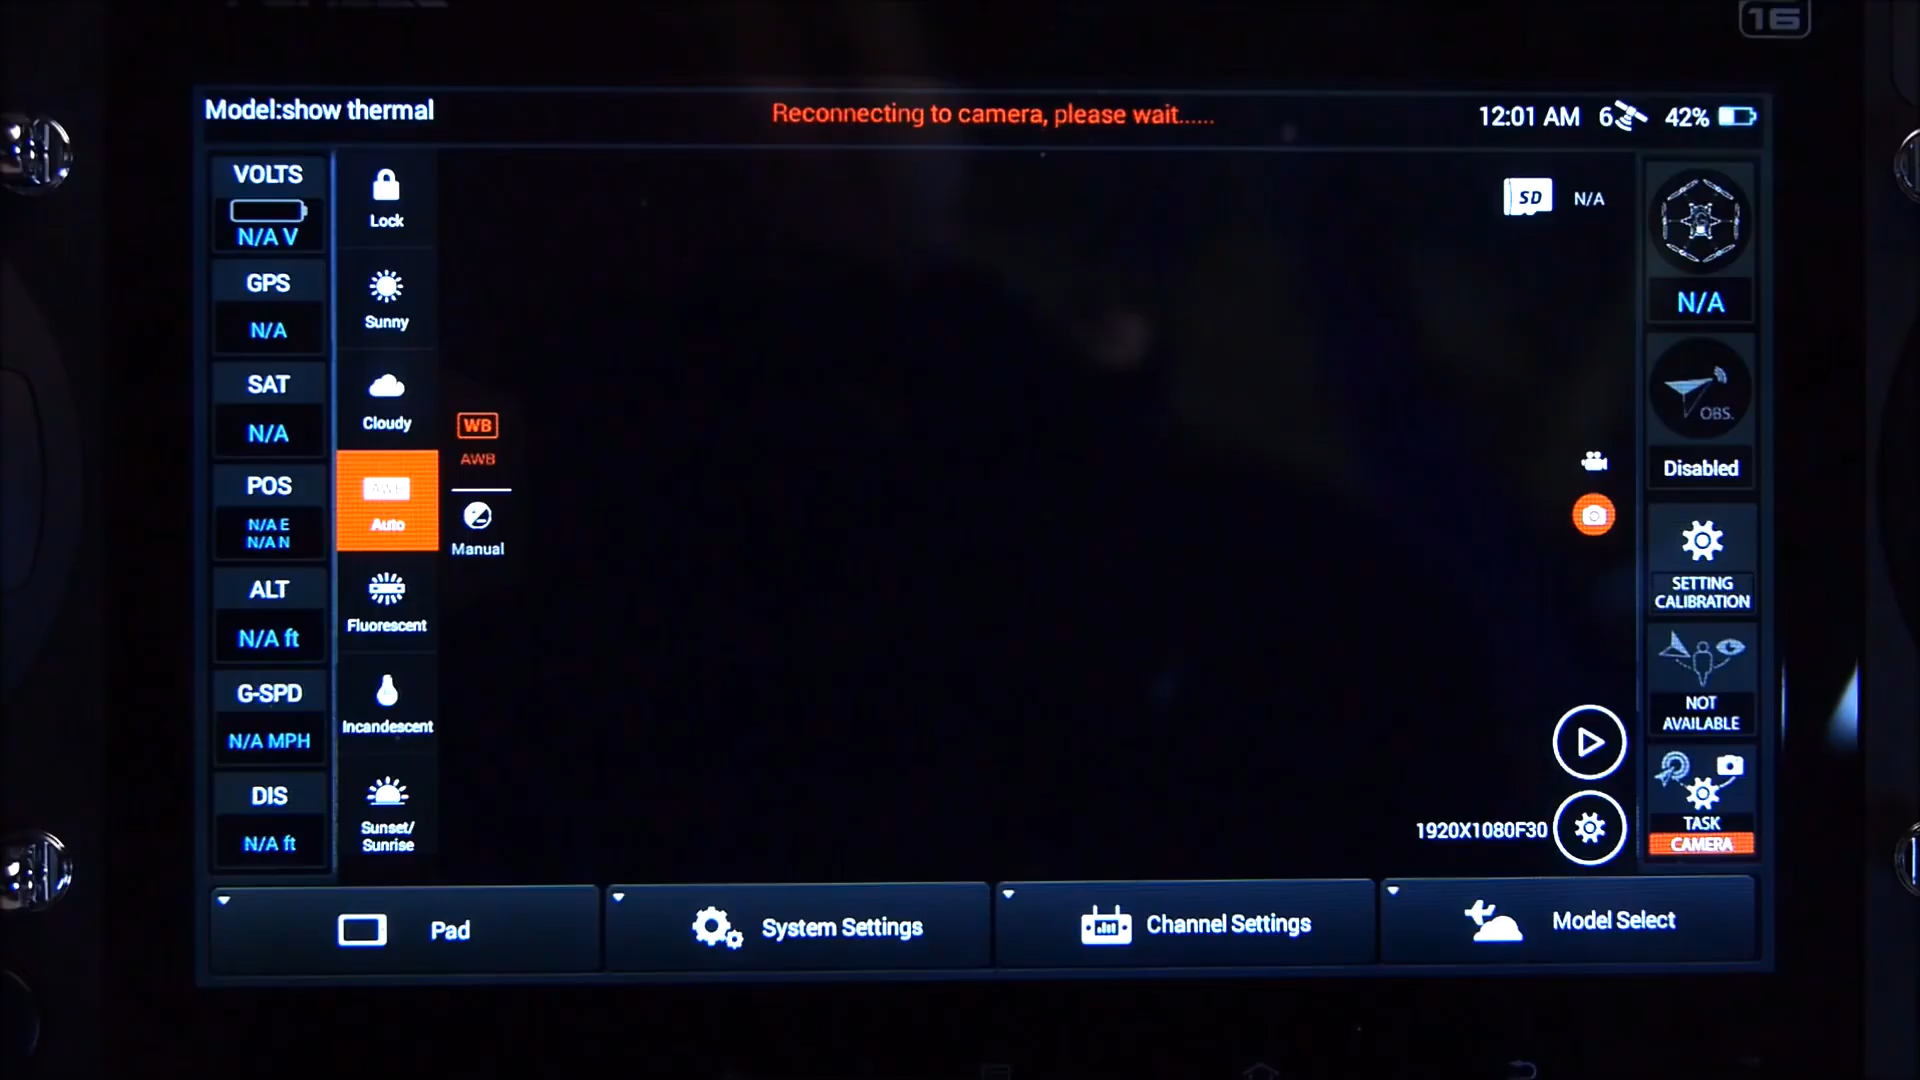 16
Model:show thermal
Reconnecting to camera, please wait......
12:01 AM
6
42%
VOLTS
N/A V
GPS
N/A
SAT
N/A
POS
N/A E
N/A N
ALT
N/A ft
G-SPD
N/A MPH
DIS
N/A ft
Lock
Sunny
Cloudy
AWB
Auto
Fluorescent
Incandescent
Sunset/
Sunrise
WB
AWB
Manual
SD
N/A
1920X1080F30
N/A
OBS.
Disabled
SETTING
CALIBRATION
NOT
AVAILABLE
TASK
CAMERA
Pad
System Settings
Channel Settings
Model Select